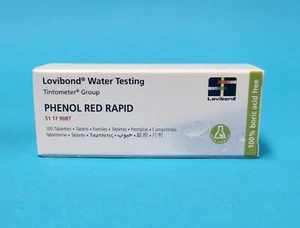 Lovibond® Water Testing
Tintometer® Group
PHENOL RED RAPID
51 17 90BT
100 Tabletten • Tablets • Pastilles • Tabletas • Pastiglias • Comprimidos
Lovibond
100% boric acid free